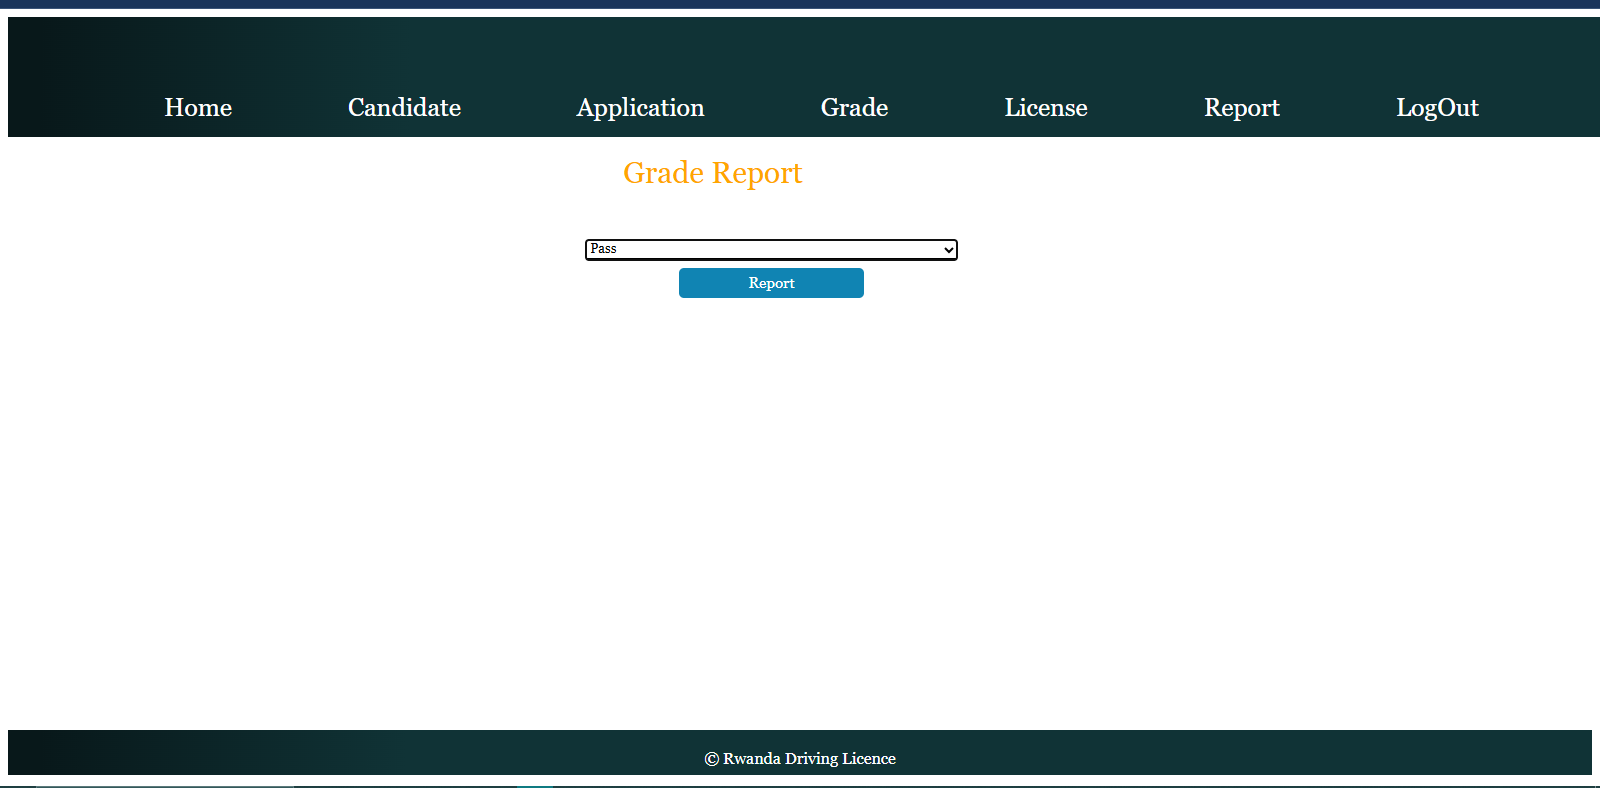 Home Candidate Application Grade License Report LogOut
Grade Report
Pass
Report
© Rwanda Driving Licence